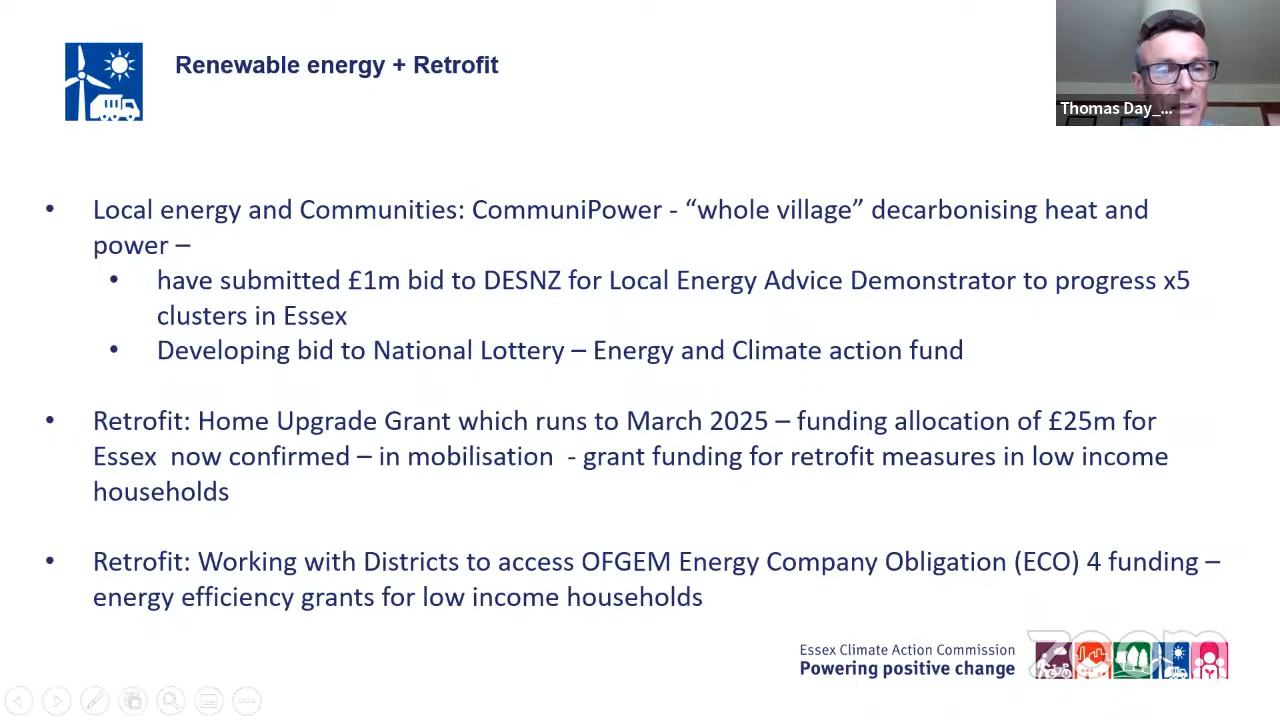 Renewable energy + Retrofit
Thomas Day_...
• Local energy and Communities: CommuniPower - “whole village” decarbonising heat and
power –
• have submitted £1m bid to DESNZ for Local Energy Advice Demonstrator to progress x5
clusters in Essex
• Developing bid to National Lottery – Energy and Climate action fund
• Retrofit: Home Upgrade Grant which runs to March 2025 – funding allocation of £25m for
Essex  now confirmed – in mobilisation  - grant funding for retrofit measures in low income
households
• Retrofit: Working with Districts to access OFGEM Energy Company Obligation (ECO) 4 funding –
energy efficiency grants for low income households
Essex Climate Action Commission
Powering positive change
zoom